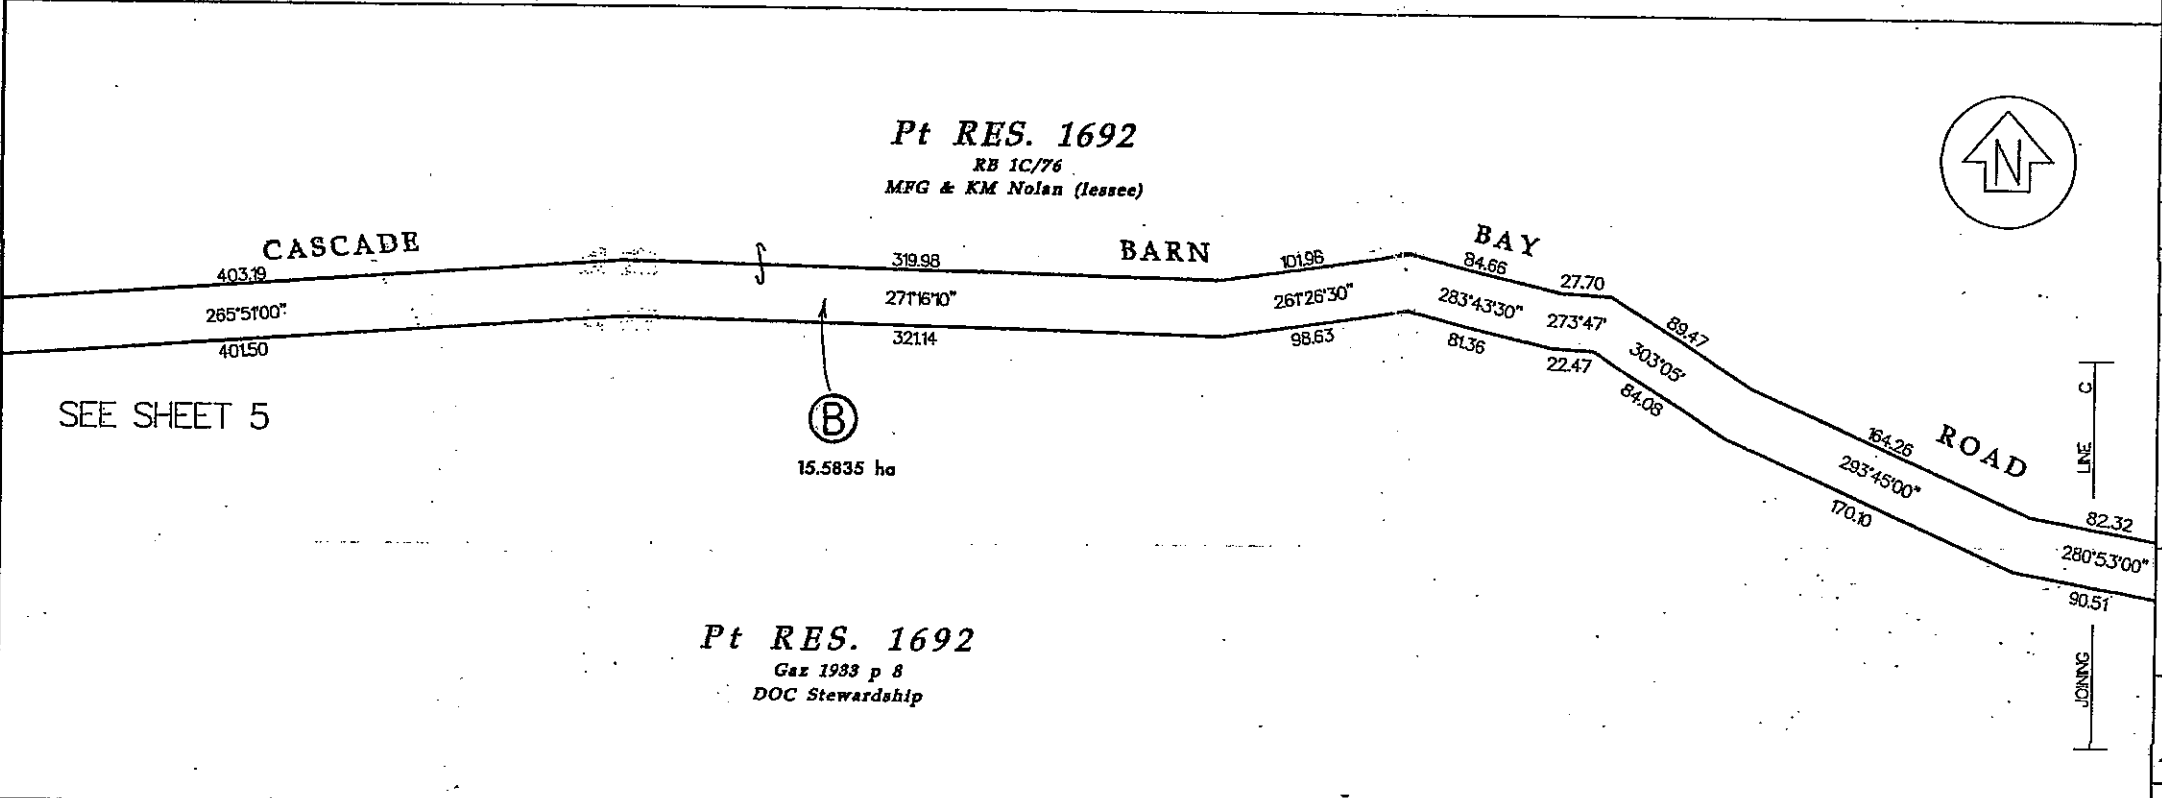 Pt RES. 1692
RB 1C/76
MFG & KM Nolan (lessee)
N
CASCADE BARN BAY ROAD
403.19
319.98
101.96
84.66
27.70
89.47
164.26
82.32
265°51'00"
271°16'10"
261°26'30"
283°43'30"
273°47'
303°05'
293°45'00"
280°53'00"
401.50
321.14
98.63
81.36
22.47
84.08
170.10
90.51
SEE SHEET 5
B
15.5835 ha
LINE C
JOINING
Pt RES. 1692
Gaz 1933 p 8
DOC Stewardship